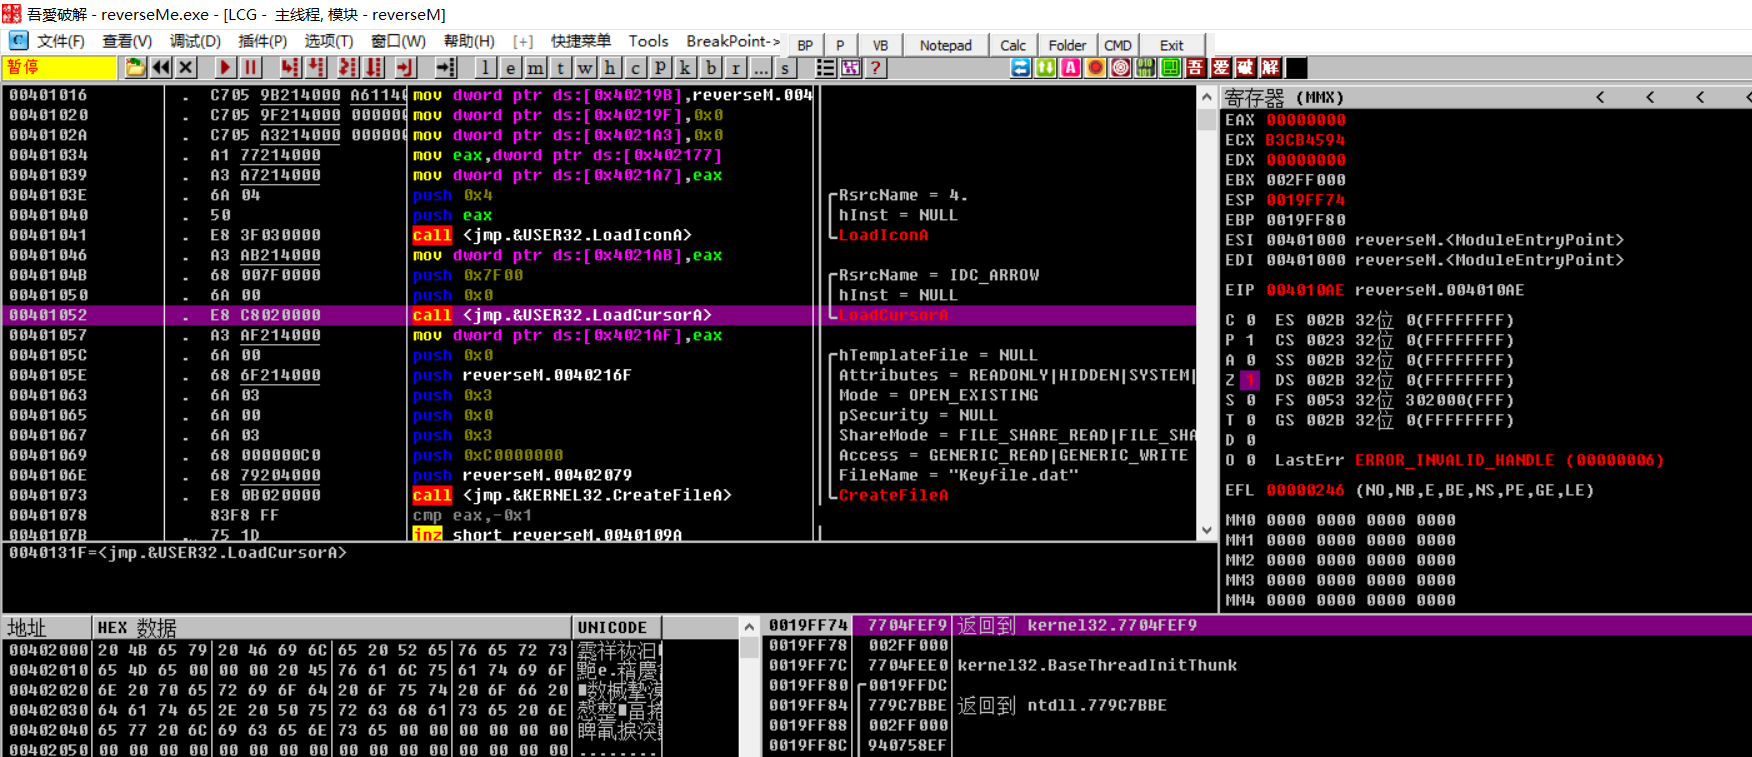 吾愛破解 - reverseMe.exe - [LCG - 主线程, 模块 - reverseM]
C 文件(F) 查看(V) 调试(D) 插件(P) 选项(T) 窗口(W) 帮助(H) [+] 快捷菜单 Tools BreakPoint-> BP P VB Notepad Calc Folder CMD Exit
暂停 l e m t w h c p k b r ... s ? 吾 爱 破 解
00401016 . C705 9B214000 A61140 mov dword ptr ds:[0x40219B],reverseM.004
00401020 . C705 9F214000 000000 mov dword ptr ds:[0x40219F],0x0
0040102A . C705 A3214000 000000 mov dword ptr ds:[0x4021A3],0x0
00401034 . A1 77214000 mov eax,dword ptr ds:[0x402177]
00401039 . A3 A7214000 mov dword ptr ds:[0x4021A7],eax
0040103E . 6A 04 push 0x4 RsrcName = 4.
00401040 . 50 push eax hInst = NULL
00401041 . E8 3F030000 call <jmp.&USER32.LoadIconA> LoadIconA
00401046 . A3 AB214000 mov dword ptr ds:[0x4021AB],eax
0040104B . 68 007F0000 push 0x7F00 RsrcName = IDC_ARROW
00401050 . 6A 00 push 0x0 hInst = NULL
00401052 . E8 C8020000 call <jmp.&USER32.LoadCursorA> LoadCursorA
00401057 . A3 AF214000 mov dword ptr ds:[0x4021AF],eax
0040105C . 6A 00 push 0x0 hTemplateFile = NULL
0040105E . 68 6F214000 push reverseM.0040216F Attributes = READONLY|HIDDEN|SYSTEM|
00401063 . 6A 03 push 0x3 Mode = OPEN_EXISTING
00401065 . 6A 00 push 0x0 pSecurity = NULL
00401067 . 6A 03 push 0x3 ShareMode = FILE_SHARE_READ|FILE_SHA
00401069 . 68 000000C0 push 0xC0000000 Access = GENERIC_READ|GENERIC_WRITE
0040106E . 68 79204000 push reverseM.00402079 FileName = "Keyfile.dat"
00401073 . E8 0B020000 call <jmp.&KERNEL32.CreateFileA> CreateFileA
00401078 . 83F8 FF cmp eax,-0x1
0040107B .. 75 1D jnz short reverseM.0040109A
0040131F=<jmp.&USER32.LoadCursorA>
寄存器 (MMX) < < < <
EAX 00000000
ECX B3CB4594
EDX 00000000
EBX 002FF000
ESP 0019FF74
EBP 0019FF80
ESI 00401000 reverseM.<ModuleEntryPoint>
EDI 00401000 reverseM.<ModuleEntryPoint>
EIP 004010AE reverseM.004010AE
C 0 ES 002B 32位 0(FFFFFFFF)
P 1 CS 0023 32位 0(FFFFFFFF)
A 0 SS 002B 32位 0(FFFFFFFF)
Z 1 DS 002B 32位 0(FFFFFFFF)
S 0 FS 0053 32位 302000(FFF)
T 0 GS 002B 32位 0(FFFFFFFF)
D 0
O 0 LastErr ERROR_INVALID_HANDLE (00000006)
EFL 00000246 (NO,NB,E,BE,NS,PE,GE,LE)
MM0 0000 0000 0000 0000
MM1 0000 0000 0000 0000
MM2 0000 0000 0000 0000
MM3 0000 0000 0000 0000
MM4 0000 0000 0000 0000
地址 HEX 数据 UNICODE
00402000 20 4B 65 79 20 46 69 6C 65 20 52 65 76 65 72 73
00402010 65 4D 65 00 00 00 20 45 76 61 6C 75 61 74 69 6F
00402020 6E 20 70 65 72 69 6F 64 20 6F 75 74 20 6F 66 20
00402030 64 61 74 65 2E 20 50 75 72 63 68 61 73 65 20 6E
00402040 65 77 20 6C 69 63 65 6E 73 65 00 00 00 00 00 00
00402050 00 00 00 00 00 00 00 00 00 00 00 00 00 00 00 00 ........
0019FF74 7704FEF9 返回到 kernel32.7704FEF9
0019FF78 002FF000
0019FF7C 7704FEE0 kernel32.BaseThreadInitThunk
0019FF80 0019FFDC
0019FF84 779C7BBE 返回到 ntdll.779C7BBE
0019FF88 002FF000
0019FF8C 940758EF